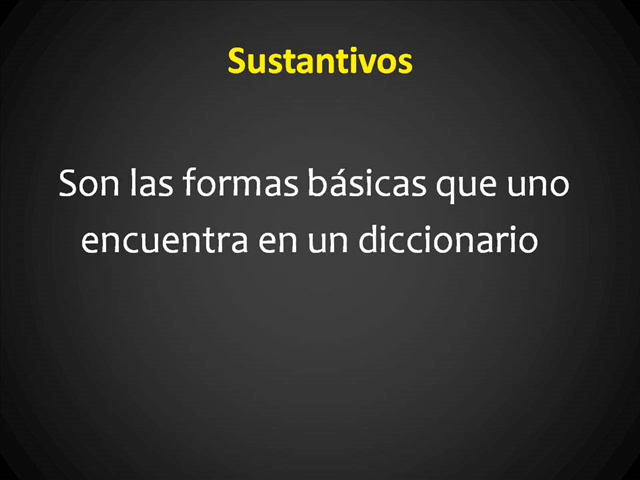 Sustantivos
Son las formas básicas que uno
encuentra en un diccionario